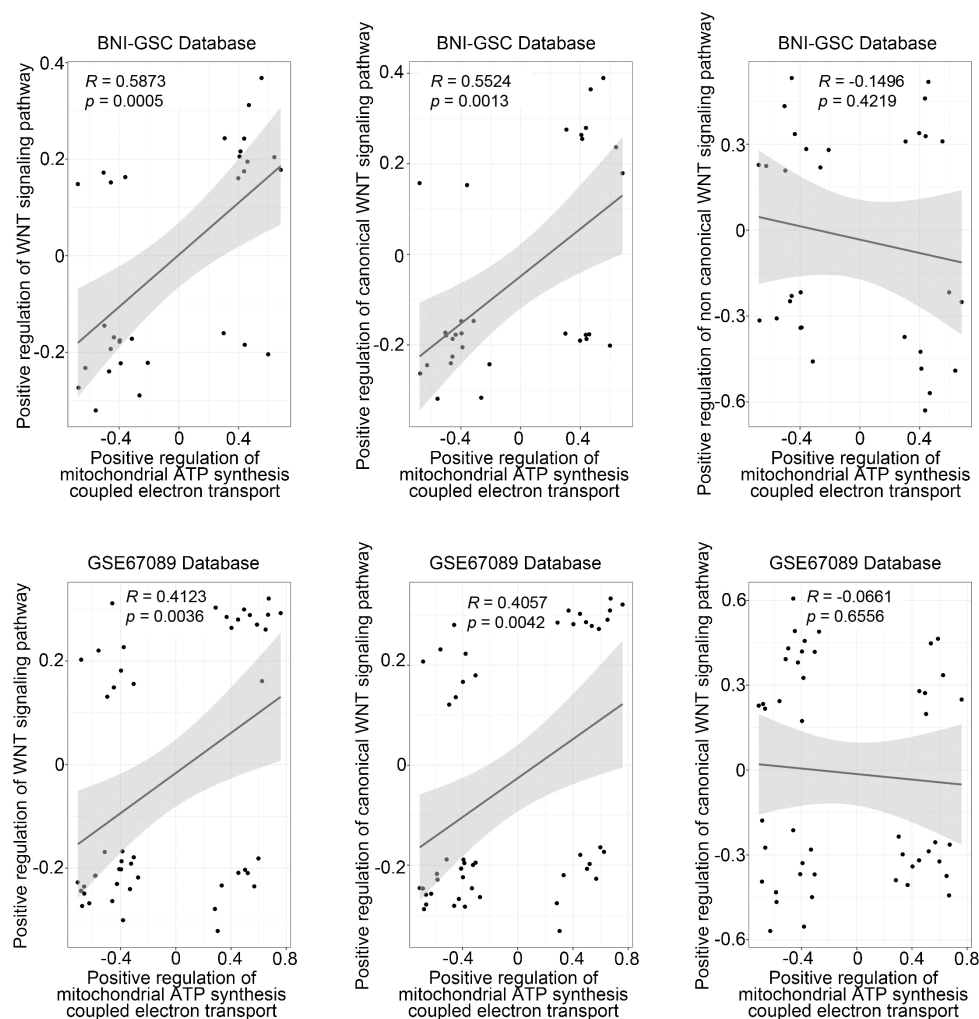 BNI-GSC Database
R = 0.5873
p = 0.0005
Positive regulation of WNT signaling pathway
0.4
0.2
0
-0.2
-0.4
0
0.4
Positive regulation of
mitochondrial ATP synthesis
coupled electron transport
BNI-GSC Database
R = 0.5524
p = 0.0013
Positive regulation of canonical WNT signaling pathway
0.4
0.2
0
-0.2
-0.4
0
0.4
Positive regulation of
mitochondrial ATP synthesis
coupled electron transport
BNI-GSC Database
R = -0.1496
p = 0.4219
Positive regulation of non canonical WNT signaling pathway
0.3
0
-0.3
-0.6
-0.4
0
0.4
Positive regulation of
mitochondrial ATP synthesis
coupled electron transport
GSE67089 Database
R = 0.4123
p = 0.0036
Positive regulation of WNT signaling pathway
0.2
0
-0.2
-0.4
0
0.4
0.8
Positive regulation of
mitochondrial ATP synthesis
coupled electron transport
GSE67089 Database
R = 0.4057
p = 0.0042
Positive regulation of canonical WNT signaling pathway
0.2
0
-0.2
-0.4
0
0.4
0.8
Positive regulation of
mitochondrial ATP synthesis
coupled electron transport
GSE67089 Database
R = -0.0661
p = 0.6556
Positive regulation of canonical WNT signaling pathway
0.6
0.3
0
-0.3
-0.6
-0.4
0
0.4
0.8
Positive regulation of
mitochondrial ATP synthesis
coupled electron transport